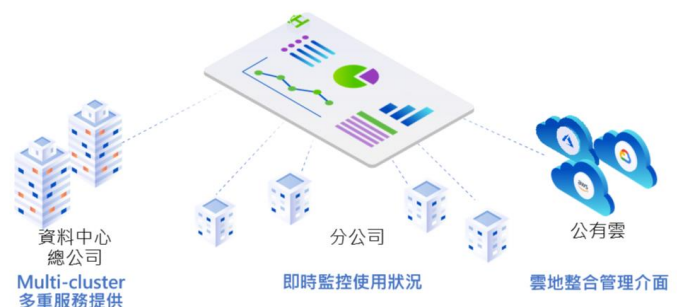 H
aws
資料中心
總公司
分公司
公有雲
Multi-cluster
多重服務提供
即時監控使用狀況
雲地整合管理介面